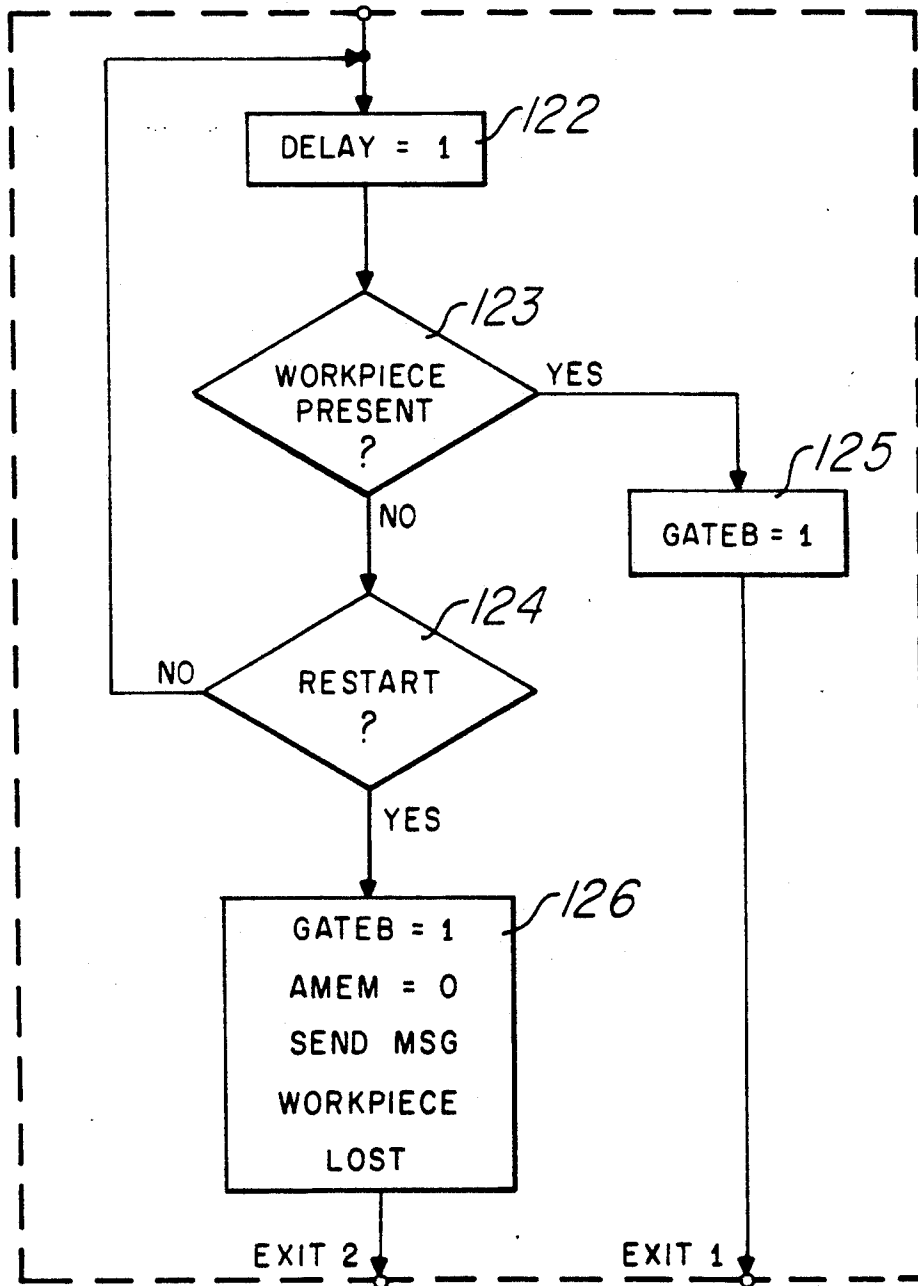 122
DELAY = 1
123
WORKPIECE
PRESENT
?
YES
125
GATEB = 1
NO
124
RESTART
?
NO
YES
126
GATEB = 1
AMEM = 0
SEND MSG
WORKPIECE
LOST
EXIT 2
EXIT 1